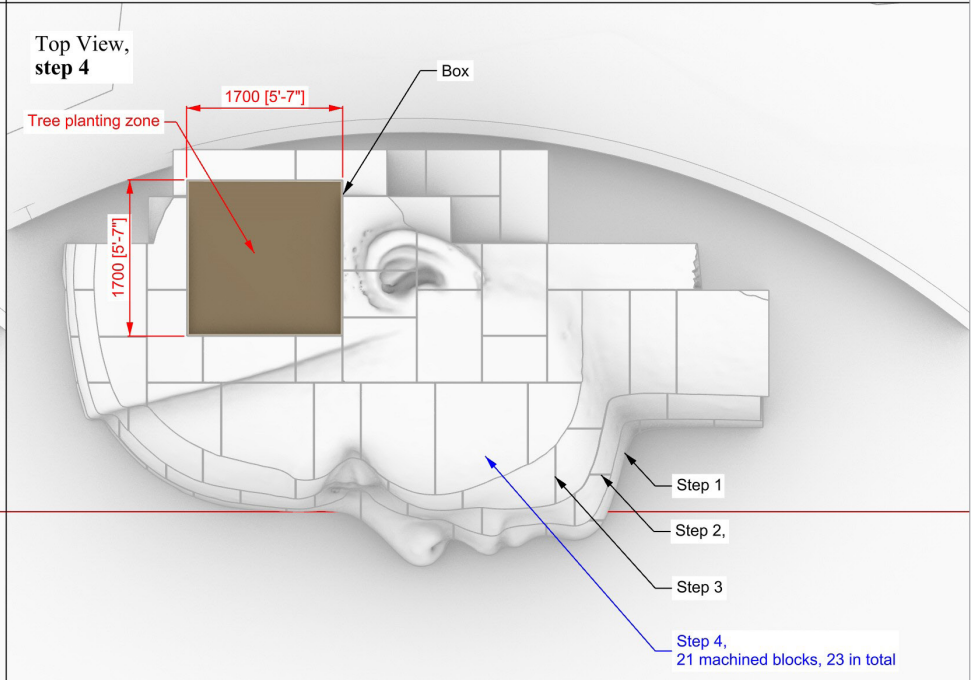 Top View,
step 4
Box
1700 [5'-7"]
Tree planting zone
1700 [5'-7"]
Step 1
Step 2,
Step 3
Step 4,
21 machined blocks, 23 in total